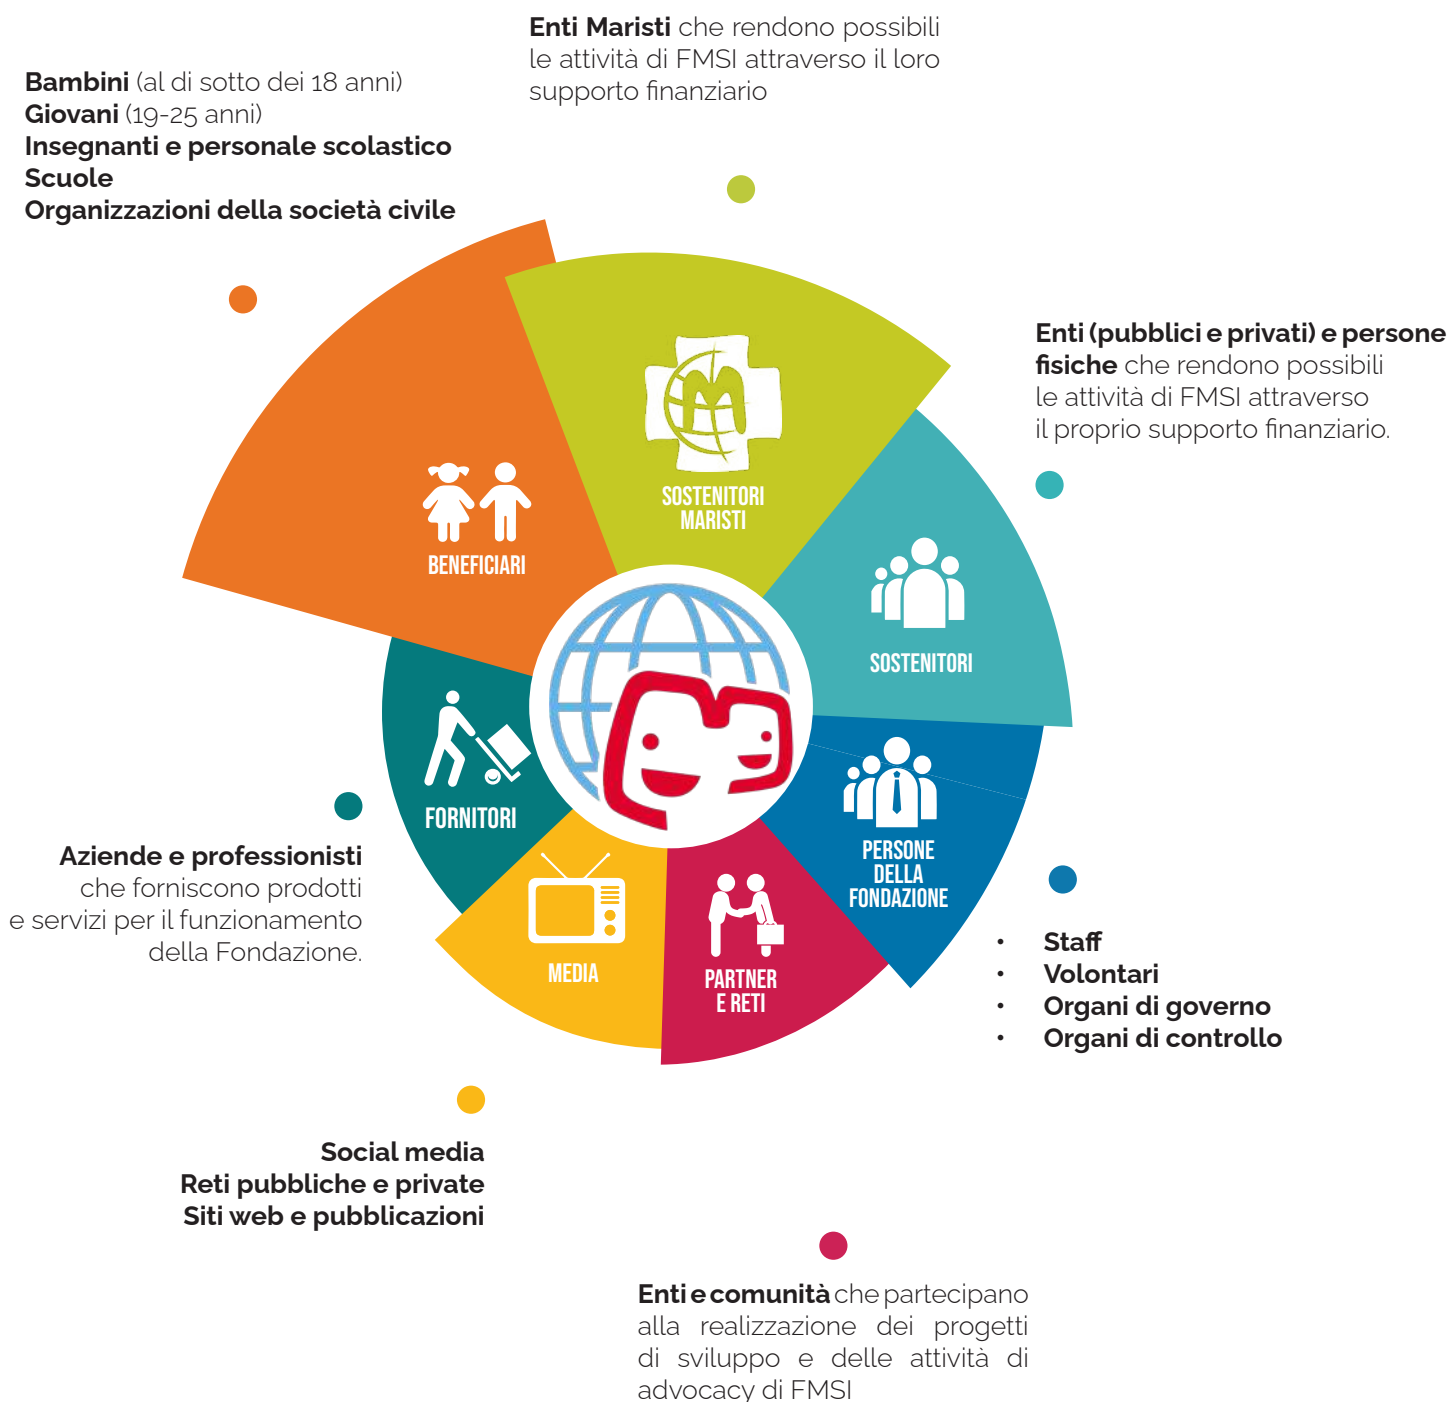 Enti Maristi che rendono possibili
le attività di FMSI attraverso il loro
supporto finanziario
Bambini (al di sotto dei 18 anni)
Giovani (19-25 anni)
Insegnanti e personale scolastico
Scuole
Organizzazioni della società civile
Enti (pubblici e privati) e persone
fisiche che rendono possibili
le attività di FMSI attraverso
il proprio supporto finanziario.
SOSTENITORI
MARISTI
BENEFICIARI
SOSTENITORI
FORNITORI
PERSONE
DELLA
FONDAZIONE
MEDIA
PARTNER
E RETI
Aziende e professionisti
che forniscono prodotti
e servizi per il funzionamento
della Fondazione.
• Staff
• Volontari
• Organi di governo
• Organi di controllo
Social media
Reti pubbliche e private
Siti web e pubblicazioni
Enti e comunità che partecipano
alla realizzazione dei progetti
di sviluppo e delle attività di
advocacy di FMSI